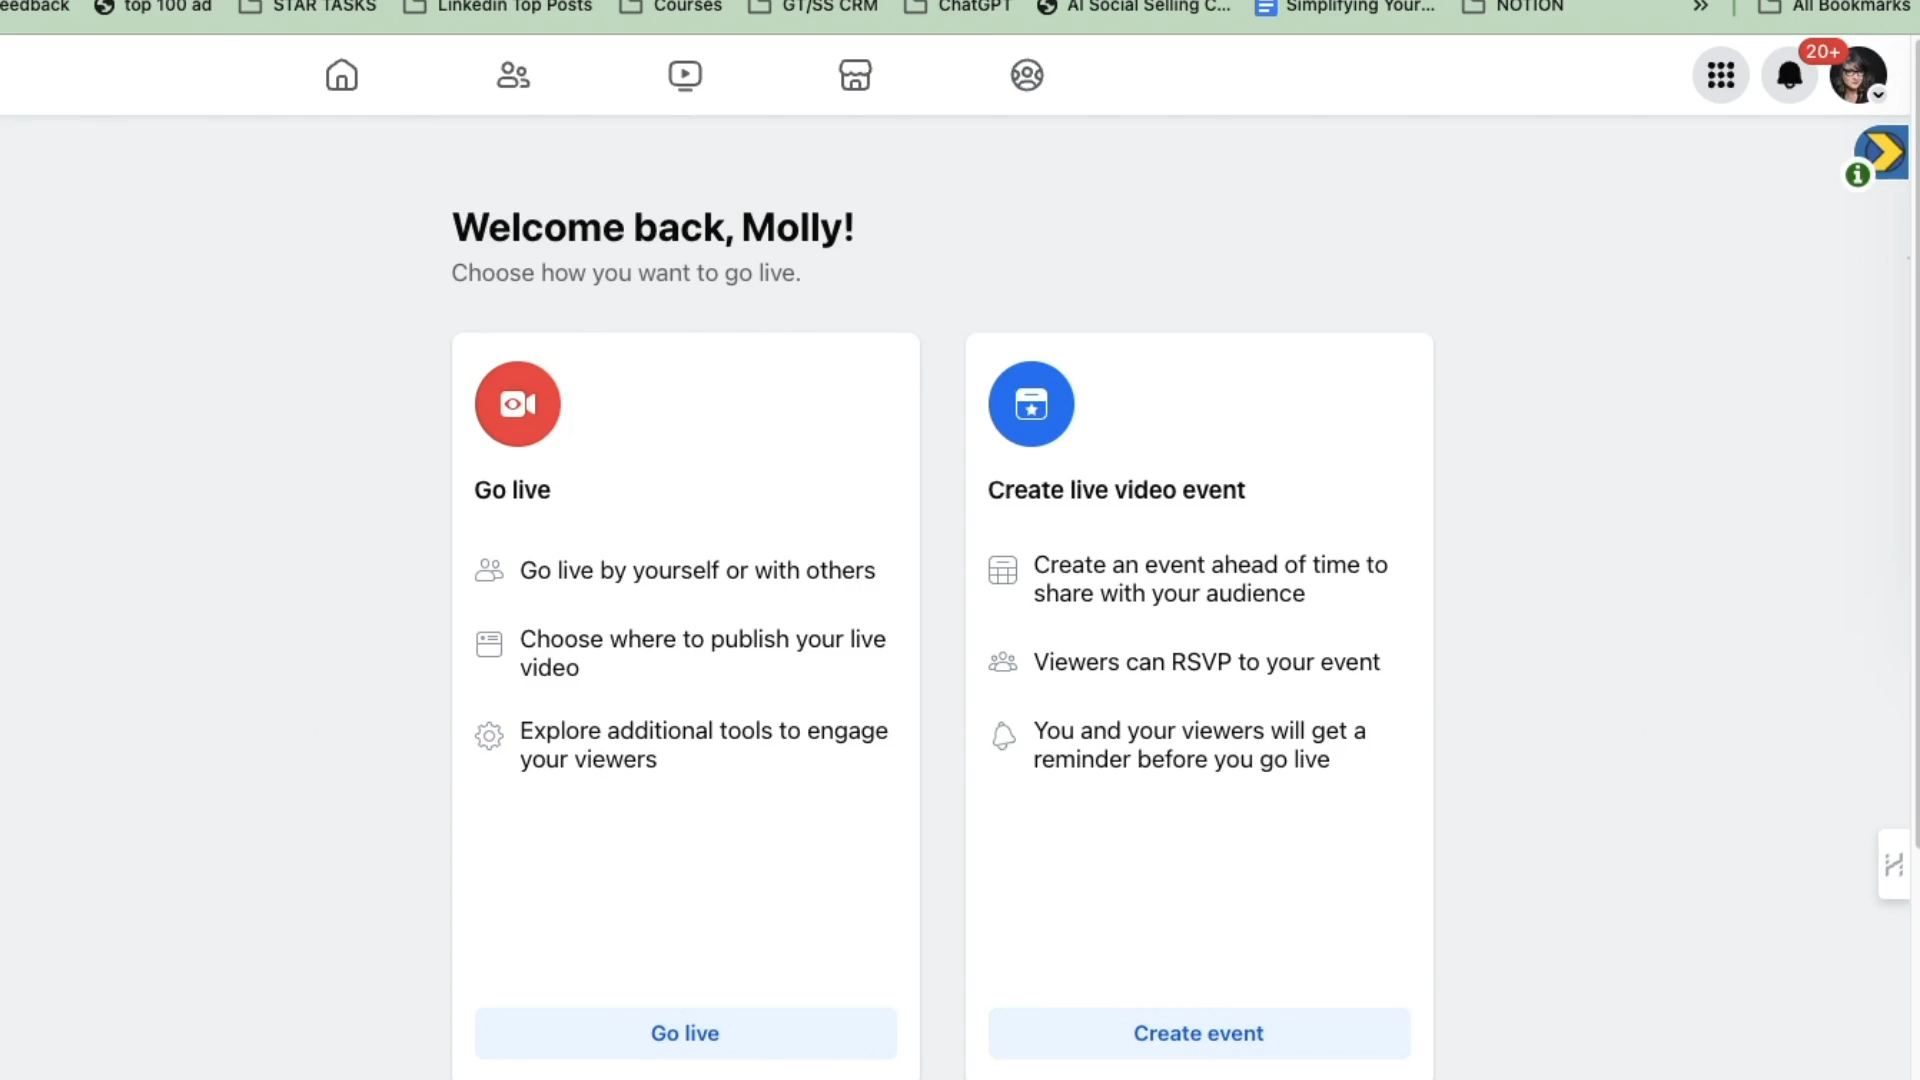 eedback top 100 ad STAR TASKS Linkedin Top Posts Courses GT/SS CRM ChatGPT AI Social Selling C... Simplifying Your... NOTION » All Bookmarks
20+
Welcome back, Molly!
Choose how you want to go live.
Go live
Go live by yourself or with others
Choose where to publish your live
video
Explore additional tools to engage
your viewers
Go live
Create live video event
Create an event ahead of time to
share with your audience
Viewers can RSVP to your event
You and your viewers will get a
reminder before you go live
Create event